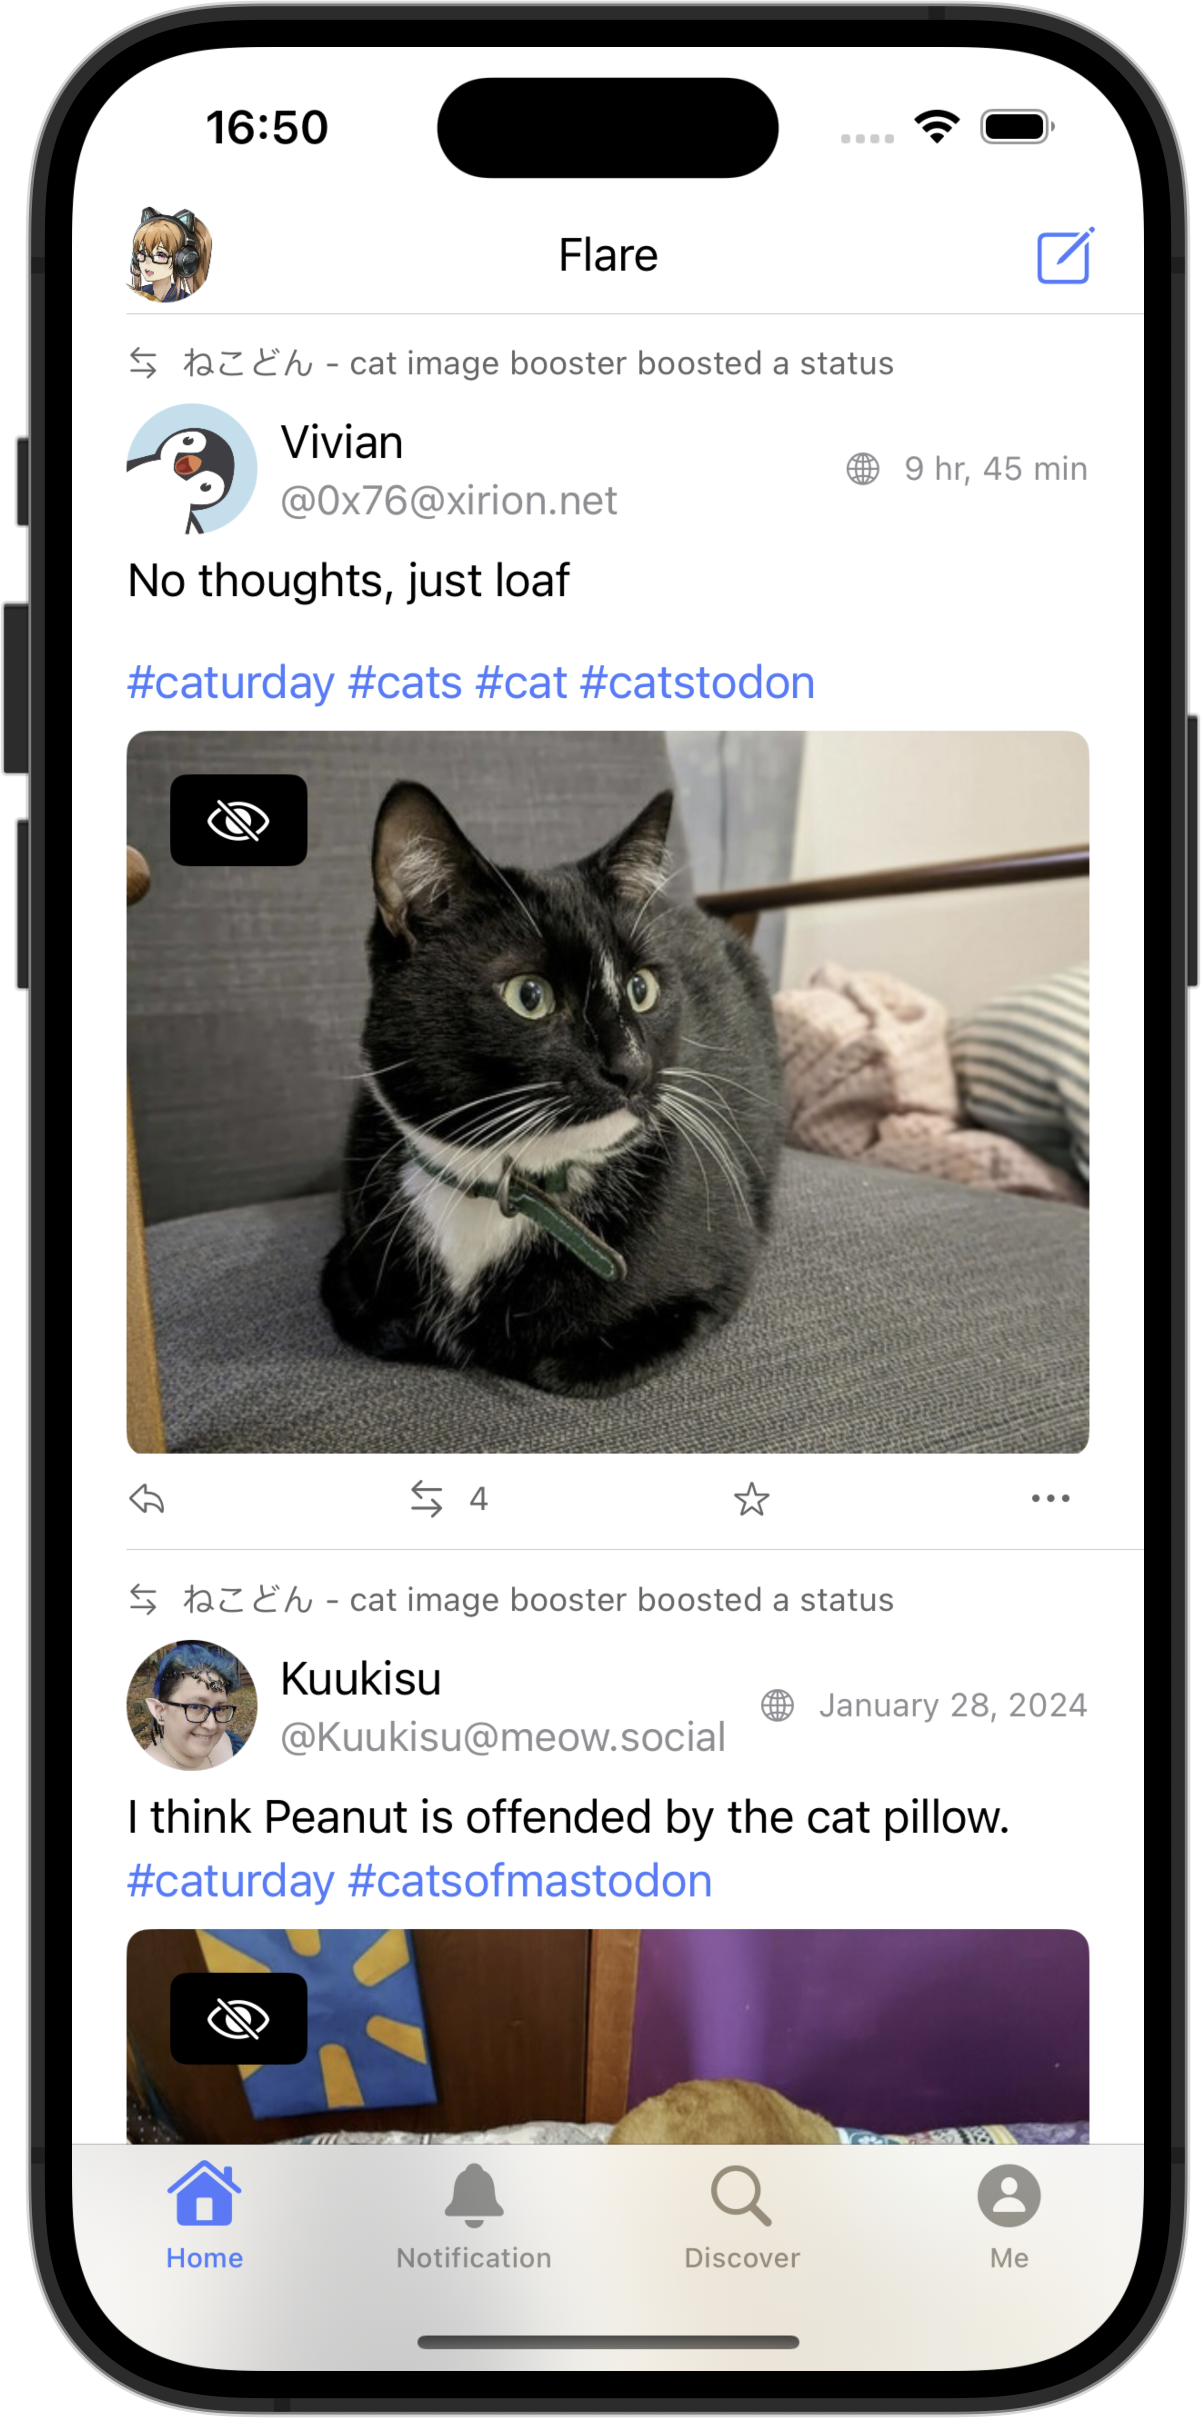 16:50
Flare
ねこどん - cat image booster boosted a status
Vivian
@0x76@xirion.net
9 hr, 45 min
No thoughts, just loaf
#caturday #cats #cat #catstodon
4
ねこどん - cat image booster boosted a status
Kuukisu
@Kuukisu@meow.social
January 28, 2024
I think Peanut is offended by the cat pillow.
#caturday #catsofmastodon
Home
Notification
Discover
Me